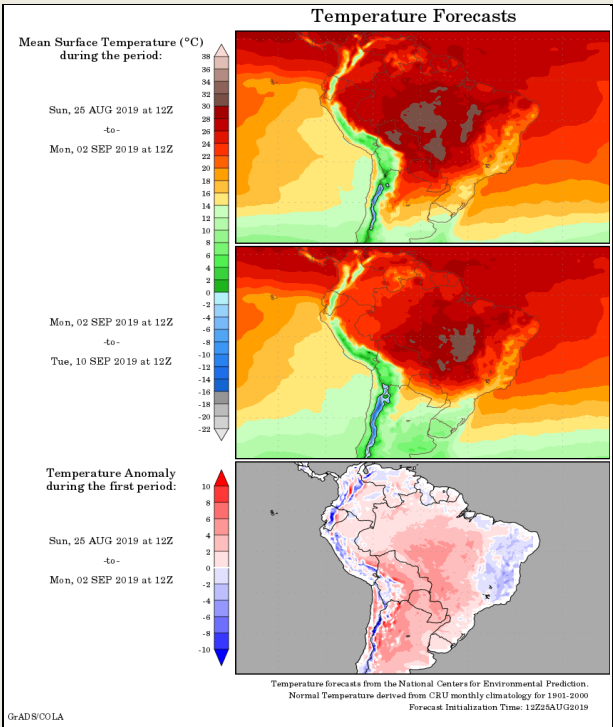 Temperature Forecasts
Mean Surface Temperature (°C)
during the period:
Sun, 25 AUG 2019 at 12Z
-to-
Mon, 02 SEP 2019 at 12Z
38
36
34
32
30
28
26
24
22
20
18
16
14
12
10
8
6
4
2
0
-2
-4
-6
-8
-10
-12
-14
-16
-18
-20
-22
Mon, 02 SEP 2019 at 12Z
-to-
Tue, 10 SEP 2019 at 12Z
Temperature Anomaly
during the first period:
Sun, 25 AUG 2019 at 12Z
-to-
Mon, 02 SEP 2019 at 12Z
10
8
6
4
2
0
-2
-4
-6
-8
-10
Temperature forecasts from the National Centers for Environmental Prediction.
Normal Temperature derived from CRU monthly climatology for 1901-2000
Forecast Initialization Time: 12Z25AUG2019
GrADS/COLA